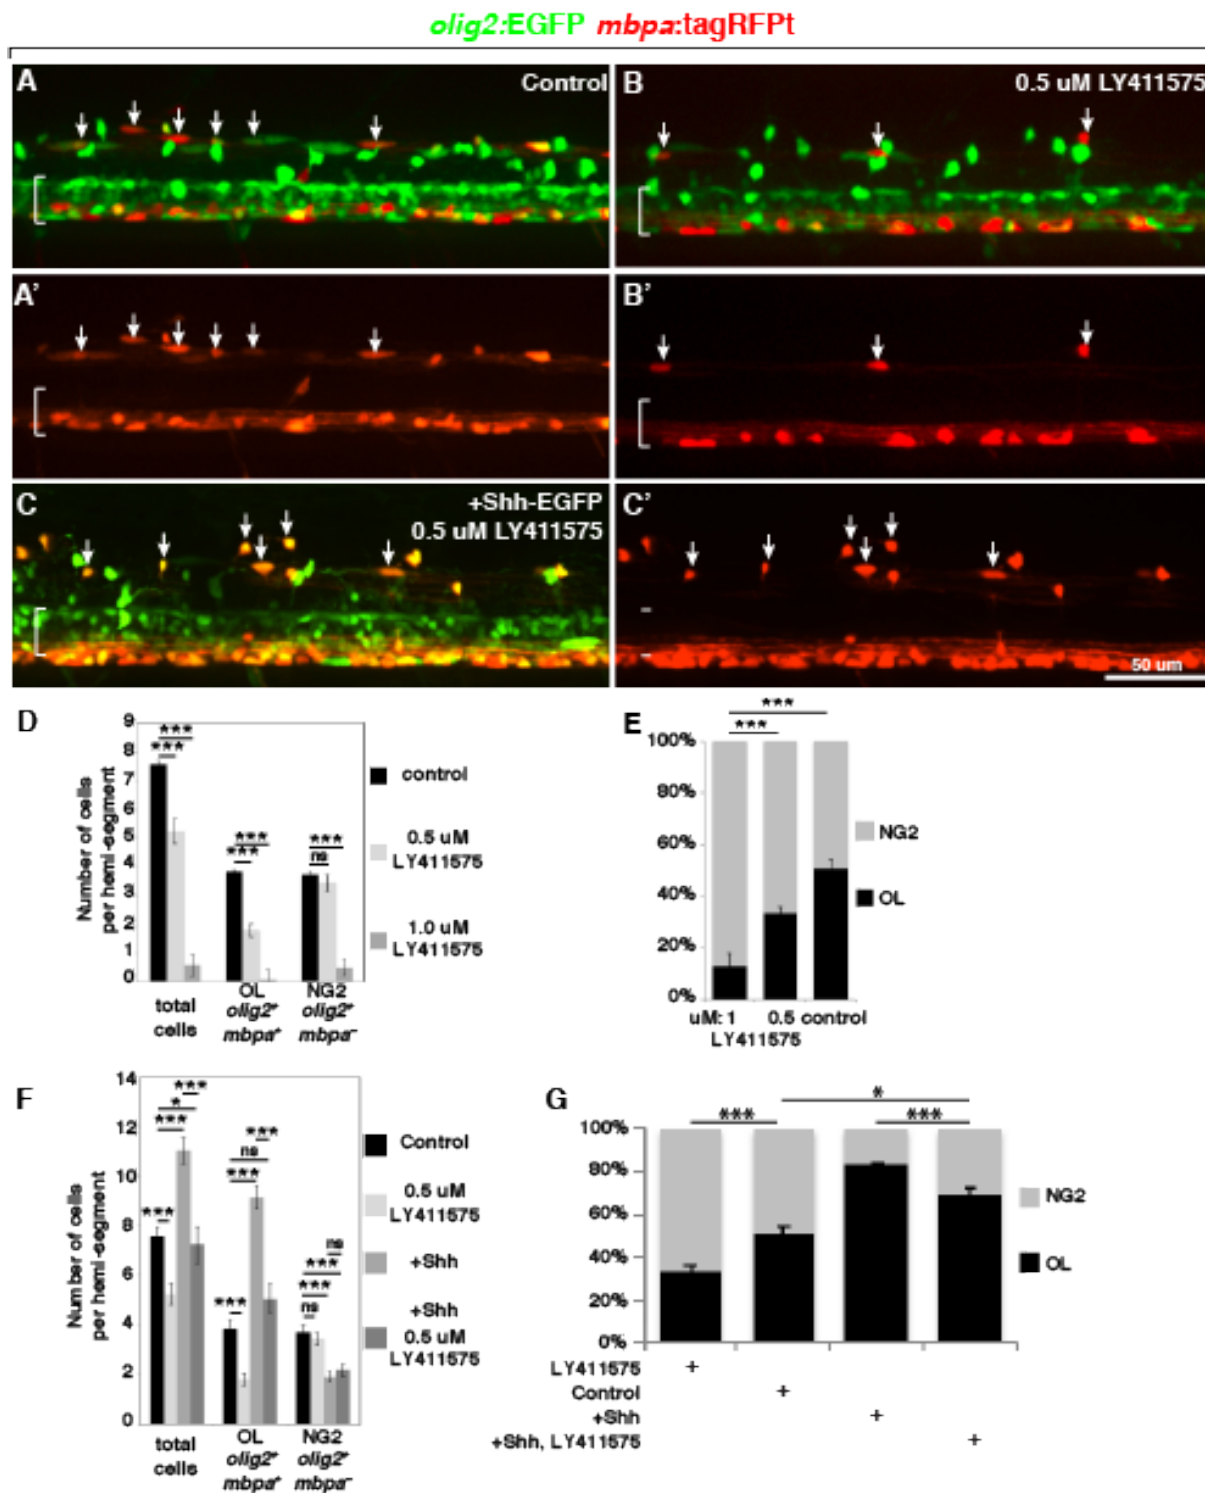 olig2:EGFP mbpa:tagRFPt
A
Control
B
0.5 uM LY411575
A'
B'
C
+Shh-EGFP
0.5 uM LY411575
C'
50 um
D
Number of cells
per hemi-segment
9
8
7
6
5
4
3
2
1
0
***
***
***
***
***
ns
total
cells
OL
olig2+
mbpa+
NG2
olig2+
mbpa-
control
0.5 uM
LY411575
1.0 uM
LY411575
E
***
***
100%
80%
60%
40%
20%
0%
uM: 1 0.5 control
LY411575
NG2
OL
F
Number of cells
per hemi-segment
14
12
10
8
6
4
2
0
***
*
***
***
***
ns
***
***
ns
***
***
ns
total
cells
OL
olig2+
mbpa+
NG2
olig2+
mbpa-
Control
0.5 uM
LY411575
+Shh
+Shh
0.5 uM
LY411575
G
*
***
***
100%
80%
60%
40%
20%
0%
NG2
OL
LY411575 +
Control +
+Shh +
+Shh, LY411575 +